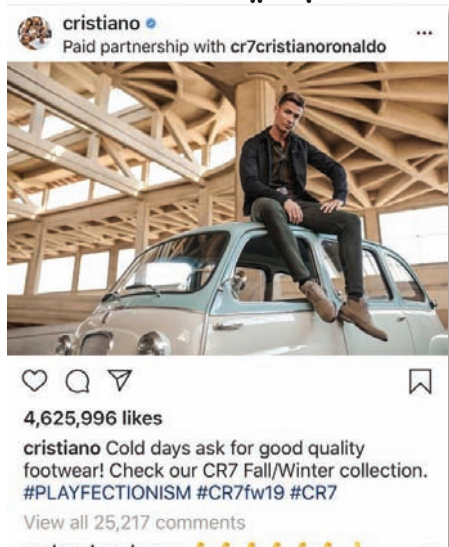 cristiano
Paid partnership with cr7cristianoronaldo
4,625,996 likes
cristiano Cold days ask for good quality
footwear! Check our CR7 Fall/Winter collection.
#PLAYFECTIONISM #CR7fw19 #CR7
View all 25,217 comments